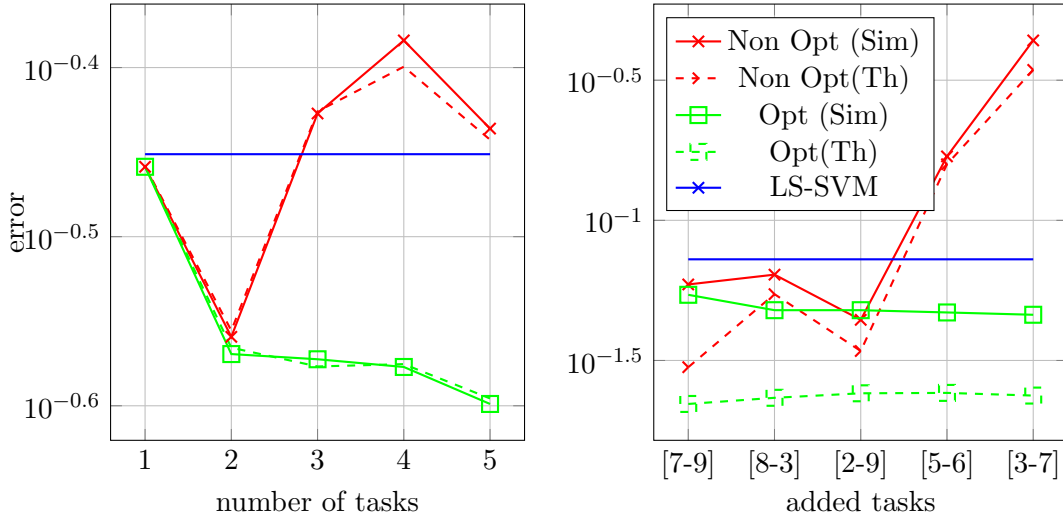 10^−0.4
10^−0.5
10^−0.6
error
1 2 3 4 5
number of tasks
Non Opt (Sim)
Non Opt(Th)
Opt (Sim)
Opt(Th)
LS-SVM
10^−0.5
10^−1
10^−1.5
[7-9] [8-3] [2-9] [5-6] [3-7]
added tasks